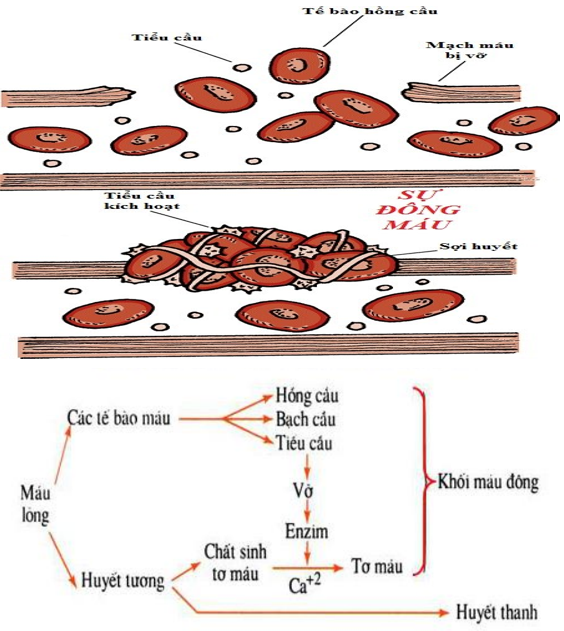 Tế bào hồng cầu
Tiểu cầu
Mạch máu
bị vỡ
Tiểu cầu
kích hoạt
SỰ
ĐÔNG
MÁU
Sợi huyết
Hồng cầu
Các tế bào máu
Bạch cầu
Tiểu cầu
Khối máu đông
Máu
lỏng
Vỡ
Enzim
Chất sinh
tơ máu
Ca+2
Tơ máu
Huyết tương
Huyết thanh